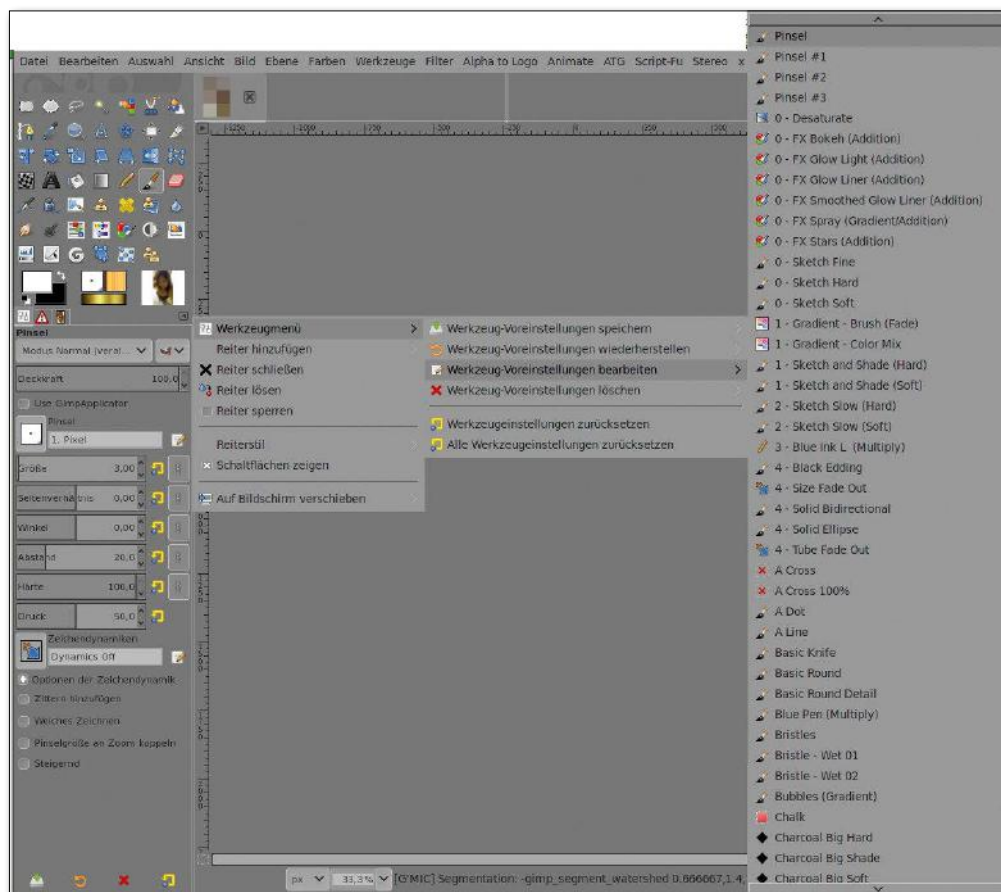 Datei Bearbeiten Auswahl Ansicht Bild Ebene Farben Werkzeuge Filter Alpha to Logo Animate ATG Script-Fu Stereo x
Pinsel
Modus Normal (veral...
Deckkraft 100,0
Use GimpApplicator
Pinsel
1. Pixel
Größe 3,00
Seitenverhältnis 0,00
Winkel 0,00
Abstand 20,0
Härte 100,0
Druck 50,0
Zeichendynamiken
Dynamics Off
Optionen der Zeichendynamik
Zittern hinzufügen
Weiches Zeichnen
Pinselgröße an Zoom koppeln
Steigernd
Werkzeugmenü
Reiter hinzufügen
Reiter schließen
Reiter lösen
Reiter sperren
Reiterstil
Schaltflächen zeigen
Auf Bildschirm verschieben
Werkzeug-Voreinstellungen speichern
Werkzeug-Voreinstellungen wiederherstellen
Werkzeug-Voreinstellungen bearbeiten
Werkzeug-Voreinstellungen löschen
Werkzeugeinstellungen zurücksetzen
Alle Werkzeugeinstellungen zurücksetzen
px 33,3% [G'MIC] Segmentation: -gimp_segment_watershed 0.666667,1.4,
Pinsel
Pinsel #1
Pinsel #2
Pinsel #3
0 - Desaturate
0 - FX Bokeh (Addition)
0 - FX Glow Light (Addition)
0 - FX Glow Liner (Addition)
0 - FX Smoothed Glow Liner (Addition)
0 - FX Spray (Gradient/Addition)
0 - FX Stars (Addition)
0 - Sketch Fine
0 - Sketch Hard
0 - Sketch Soft
1 - Gradient - Brush (Fade)
1 - Gradient - Color Mix
1 - Sketch and Shade (Hard)
1 - Sketch and Shade (Soft)
2 - Sketch Slow (Hard)
2 - Sketch Slow (Soft)
3 - Blue Ink L (Multiply)
4 - Black Edding
4 - Size Fade Out
4 - Solid Bidirectional
4 - Solid Ellipse
4 - Tube Fade Out
A Cross
A Cross 100%
A Dot
A Line
Basic Knife
Basic Round
Basic Round Detail
Blue Pen (Multiply)
Bristles
Bristle - Wet 01
Bristle - Wet 02
Bubbles (Gradient)
Chalk
Charcoal Big Hard
Charcoal Big Shade
Charcoal Big Soft